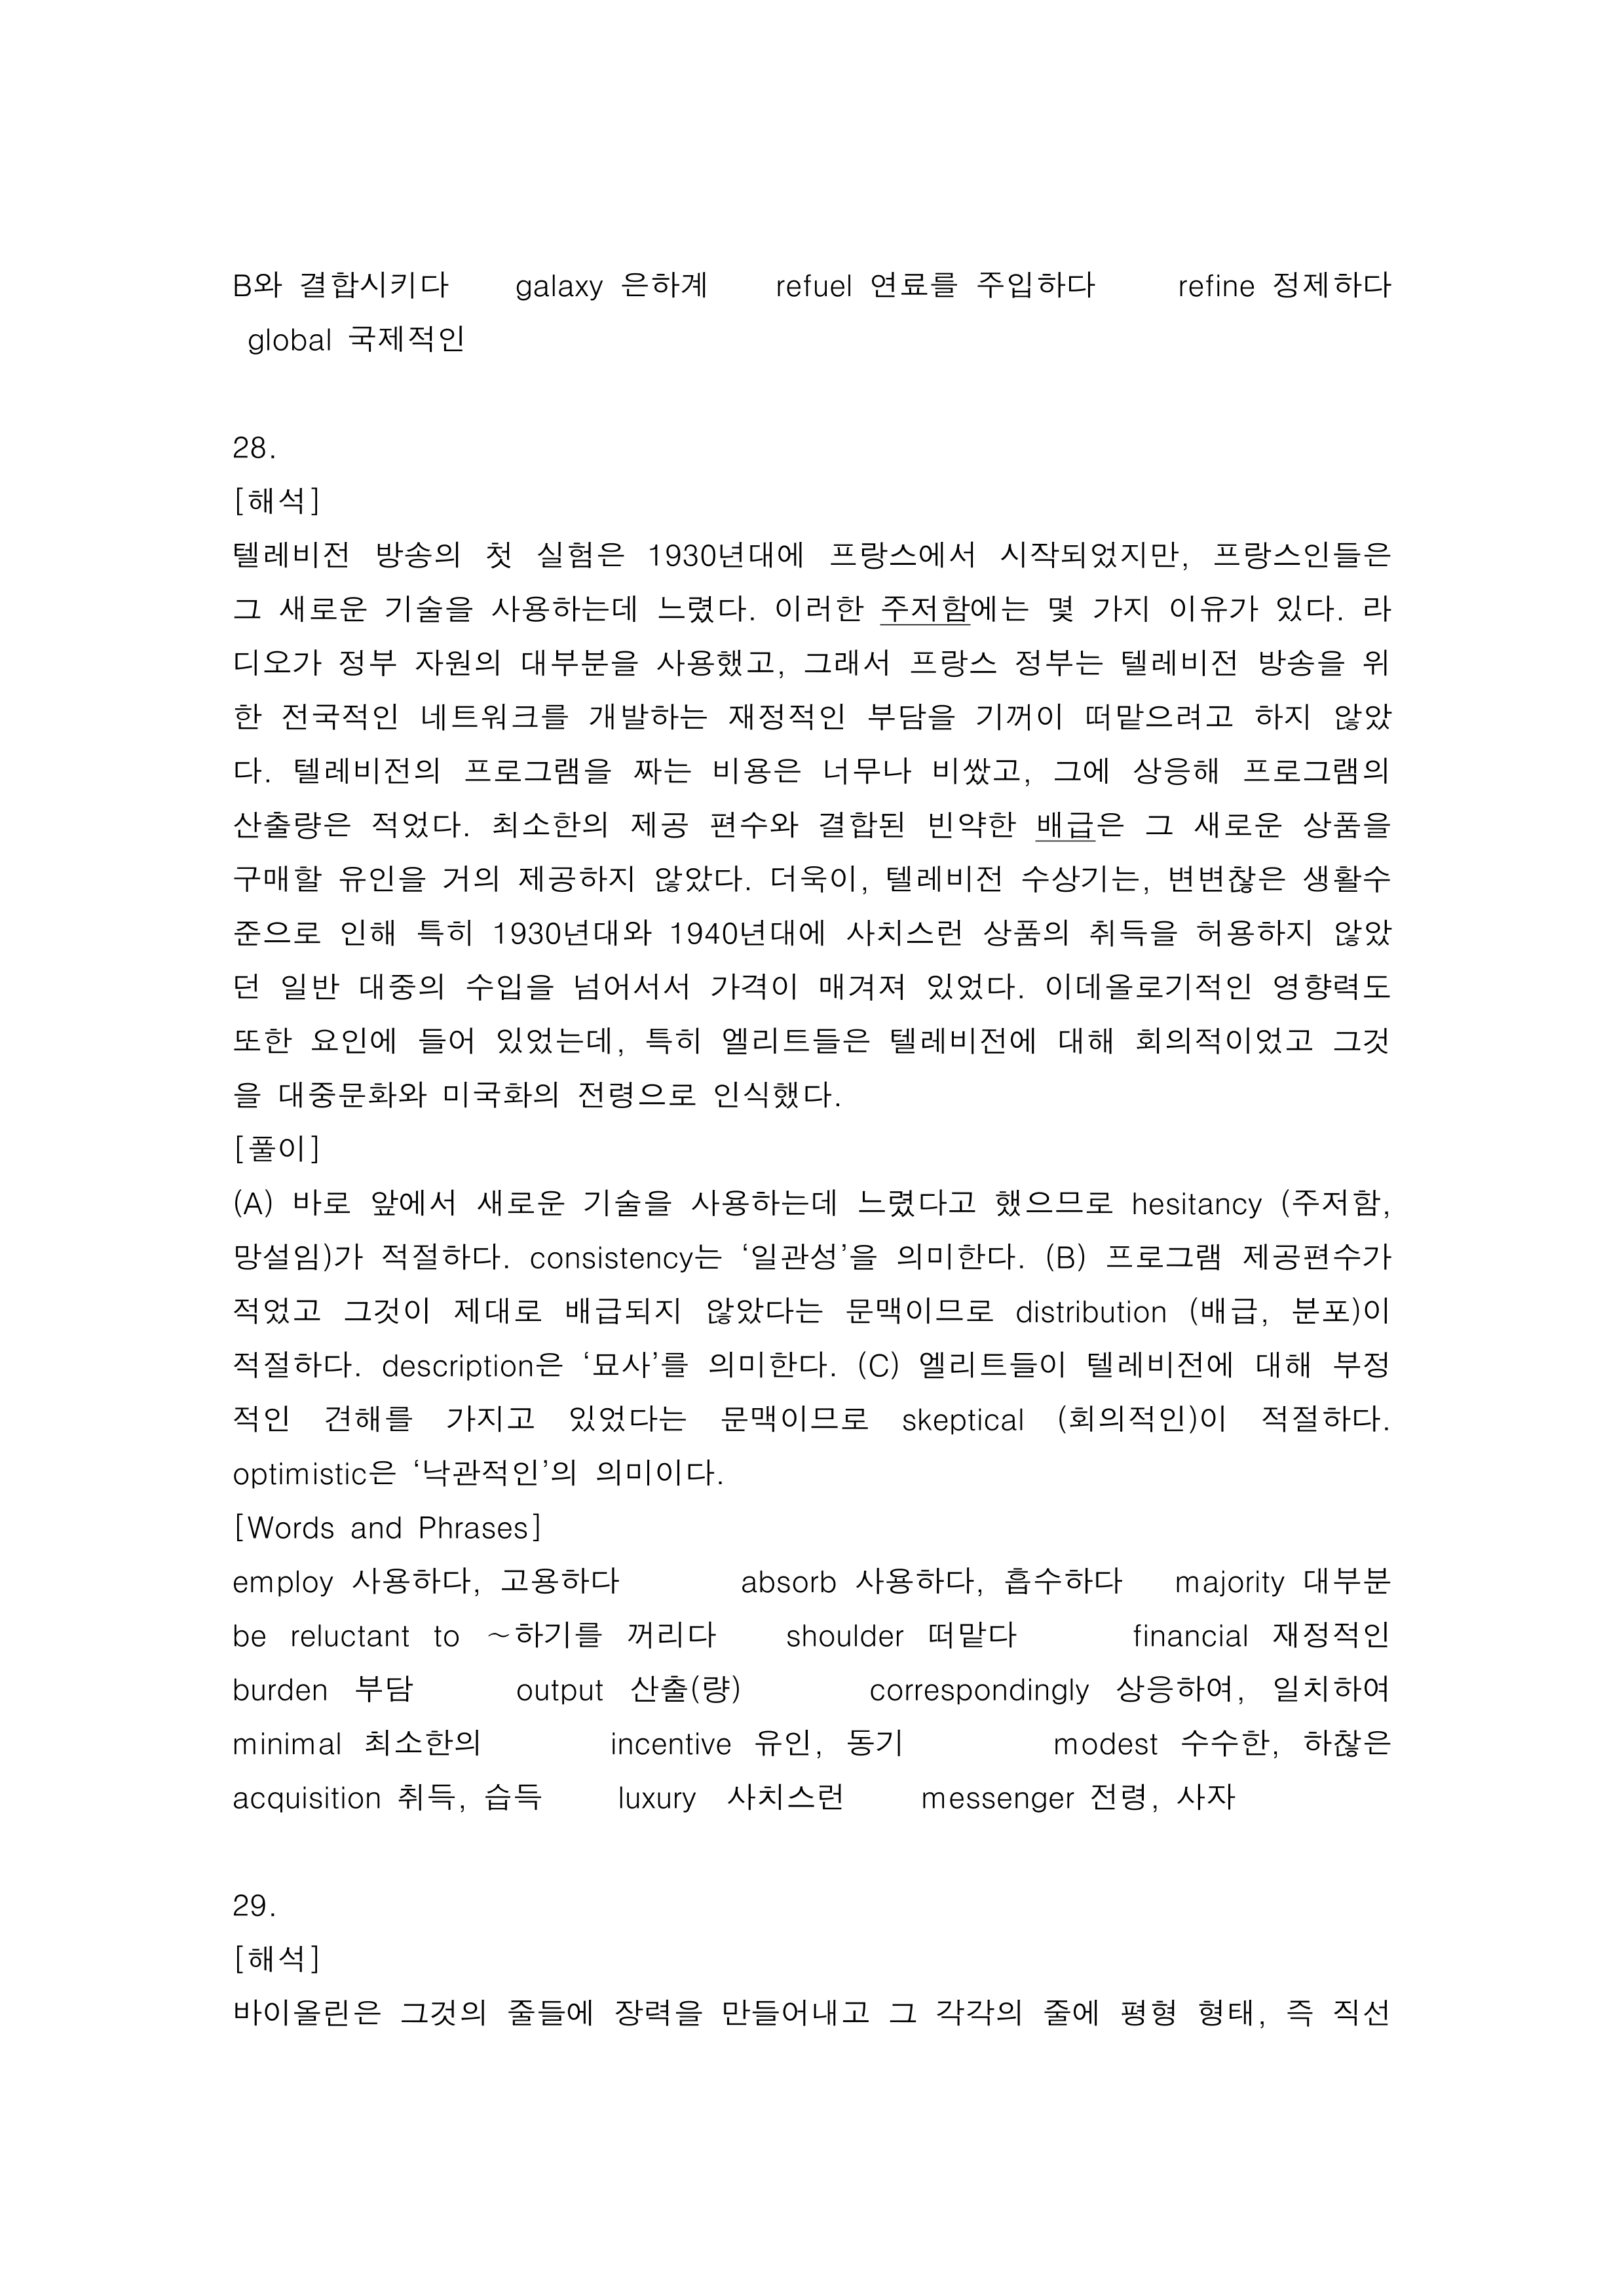 B와 결합시키다 galaxy 은하계 refuel 연료를 주입하다 refine 정제하다
global 국제적인
28.
[해석]
텔레비전 방송의 첫 실험은 1930년대에 프랑스에서 시작되었지만, 프랑스인들은
그 새로운 기술을 사용하는데 느렸다. 이러한 주저함에는 몇 가지 이유가 있다. 라
디오가 정부 자원의 대부분을 사용했고, 그래서 프랑스 정부는 텔레비전 방송을 위
한 전국적인 네트워크를 개발하는 재정적인 부담을 기꺼이 떠맡으려고 하지 않았
다. 텔레비전의 프로그램을 짜는 비용은 너무나 비쌌고, 그에 상응해 프로그램의
산출량은 적었다. 최소한의 제공 편수와 결합된 빈약한 배급은 그 새로운 상품을
구매할 유인을 거의 제공하지 않았다. 더욱이, 텔레비전 수상기는, 변변찮은 생활수
준으로 인해 특히 1930년대와 1940년대에 사치스런 상품의 취득을 허용하지 않았
던 일반 대중의 수입을 넘어서서 가격이 매겨져 있었다. 이데올로기적인 영향력도
또한 요인에 들어 있었는데, 특히 엘리트들은 텔레비전에 대해 회의적이었고 그것
을 대중문화와 미국화의 전령으로 인식했다.
[풀이]
(A) 바로 앞에서 새로운 기술을 사용하는데 느렸다고 했으므로 hesitancy (주저함,
망설임)가 적절하다. consistency는 ‘일관성’을 의미한다. (B) 프로그램 제공편수가
적었고 그것이 제대로 배급되지 않았다는 문맥이므로 distribution (배급, 분포)이
적절하다. description은 ‘묘사’를 의미한다. (C) 엘리트들이 텔레비전에 대해 부정
적인 견해를 가지고 있었다는 문맥이므로 skeptical (회의적인)이 적절하다.
optimistic은 ‘낙관적인’의 의미이다.
[Words and Phrases]
employ 사용하다, 고용하다 absorb 사용하다, 흡수하다 majority 대부분
be reluctant to ~하기를 꺼리다 shoulder 떠맡다 financial 재정적인
burden 부담 output 산출(량) correspondingly 상응하여, 일치하여
minimal 최소한의 incentive 유인, 동기 modest 수수한, 하찮은
acquisition 취득, 습득 luxury 사치스런 messenger 전령, 사자
29.
[해석]
바이올린은 그것의 줄들에 장력을 만들어내고 그 각각의 줄에 평형 형태, 즉 직선